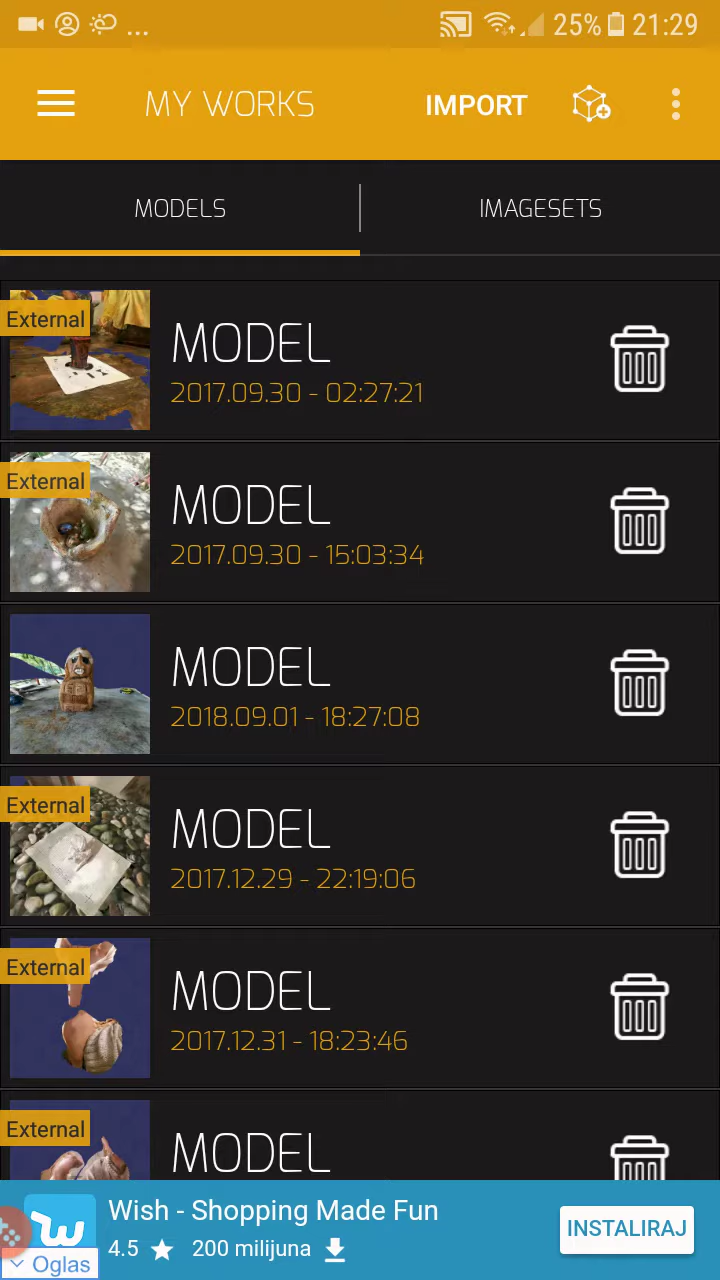 ... 25% 21:29
MY WORKS IMPORT
MODELS IMAGESETS
External
MODEL
2017.09.30 - 02:27:21
External
MODEL
2017.09.30 - 15:03:34
MODEL
2018.09.01 - 18:27:08
External
MODEL
2017.12.29 - 22:19:06
External
MODEL
2017.12.31 - 18:23:46
External
MODEL
Wish - Shopping Made Fun
4.5 200 milijuna
INSTALIRAJ
Oglas